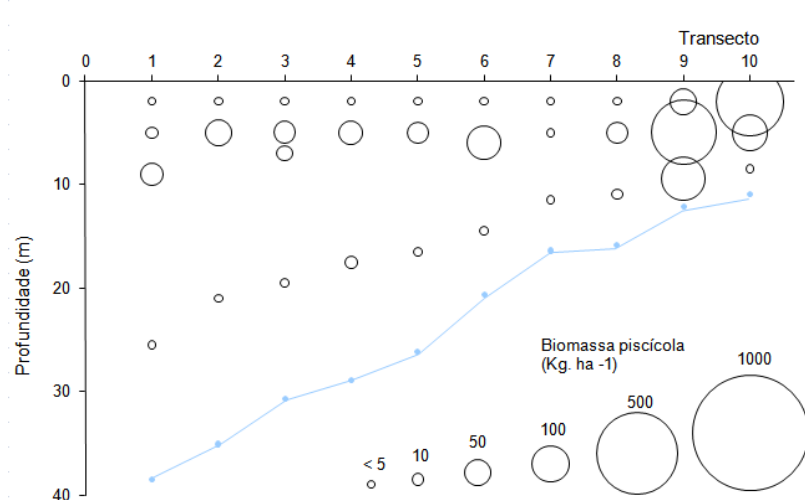 Transecto
0 1 2 3 4 5 6 7 8 9 10
0
10
20
30
40
Profundidade (m)
Biomassa piscícola
(Kg. ha -1)
< 5 10 50 100 500 1000